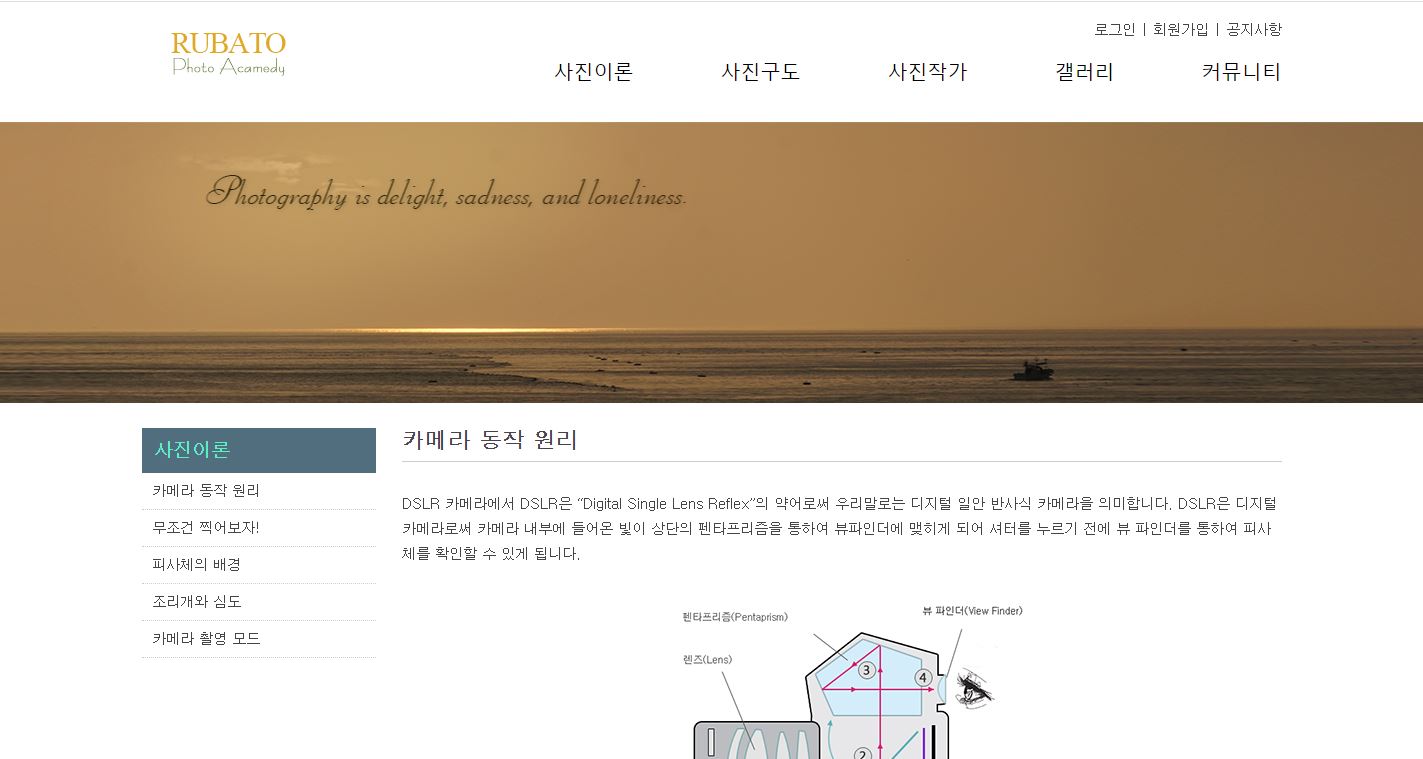 RUBATO
Photo Acamedy
로그인 | 회원가입 | 공지사항
사진이론 사진구도 사진작가 갤러리 커뮤니티
Photography is delight, sadness, and loneliness.
사진이론
카메라 동작 원리
무조건 찍어보자!
피사체의 배경
조리개와 심도
카메라 촬영 모드
카메라 동작 원리
DSLR 카메라에서 DSLR은 “Digital Single Lens Reflex”의 약어로써 우리말로는 디지털 일안 반사식 카메라을 의미합니다. DSLR은 디지털
카메라로써 카메라 내부에 들어온 빛이 상단의 펜타프리즘을 통하여 뷰파인더에 맺히게 되어 셔터를 누르기 전에 뷰 파인더를 통하여 피사
체를 확인할 수 있게 됩니다.
펜타프리즘(Pentaprism)
뷰 파인더(View Finder)
렌즈(Lens)
3
4
2